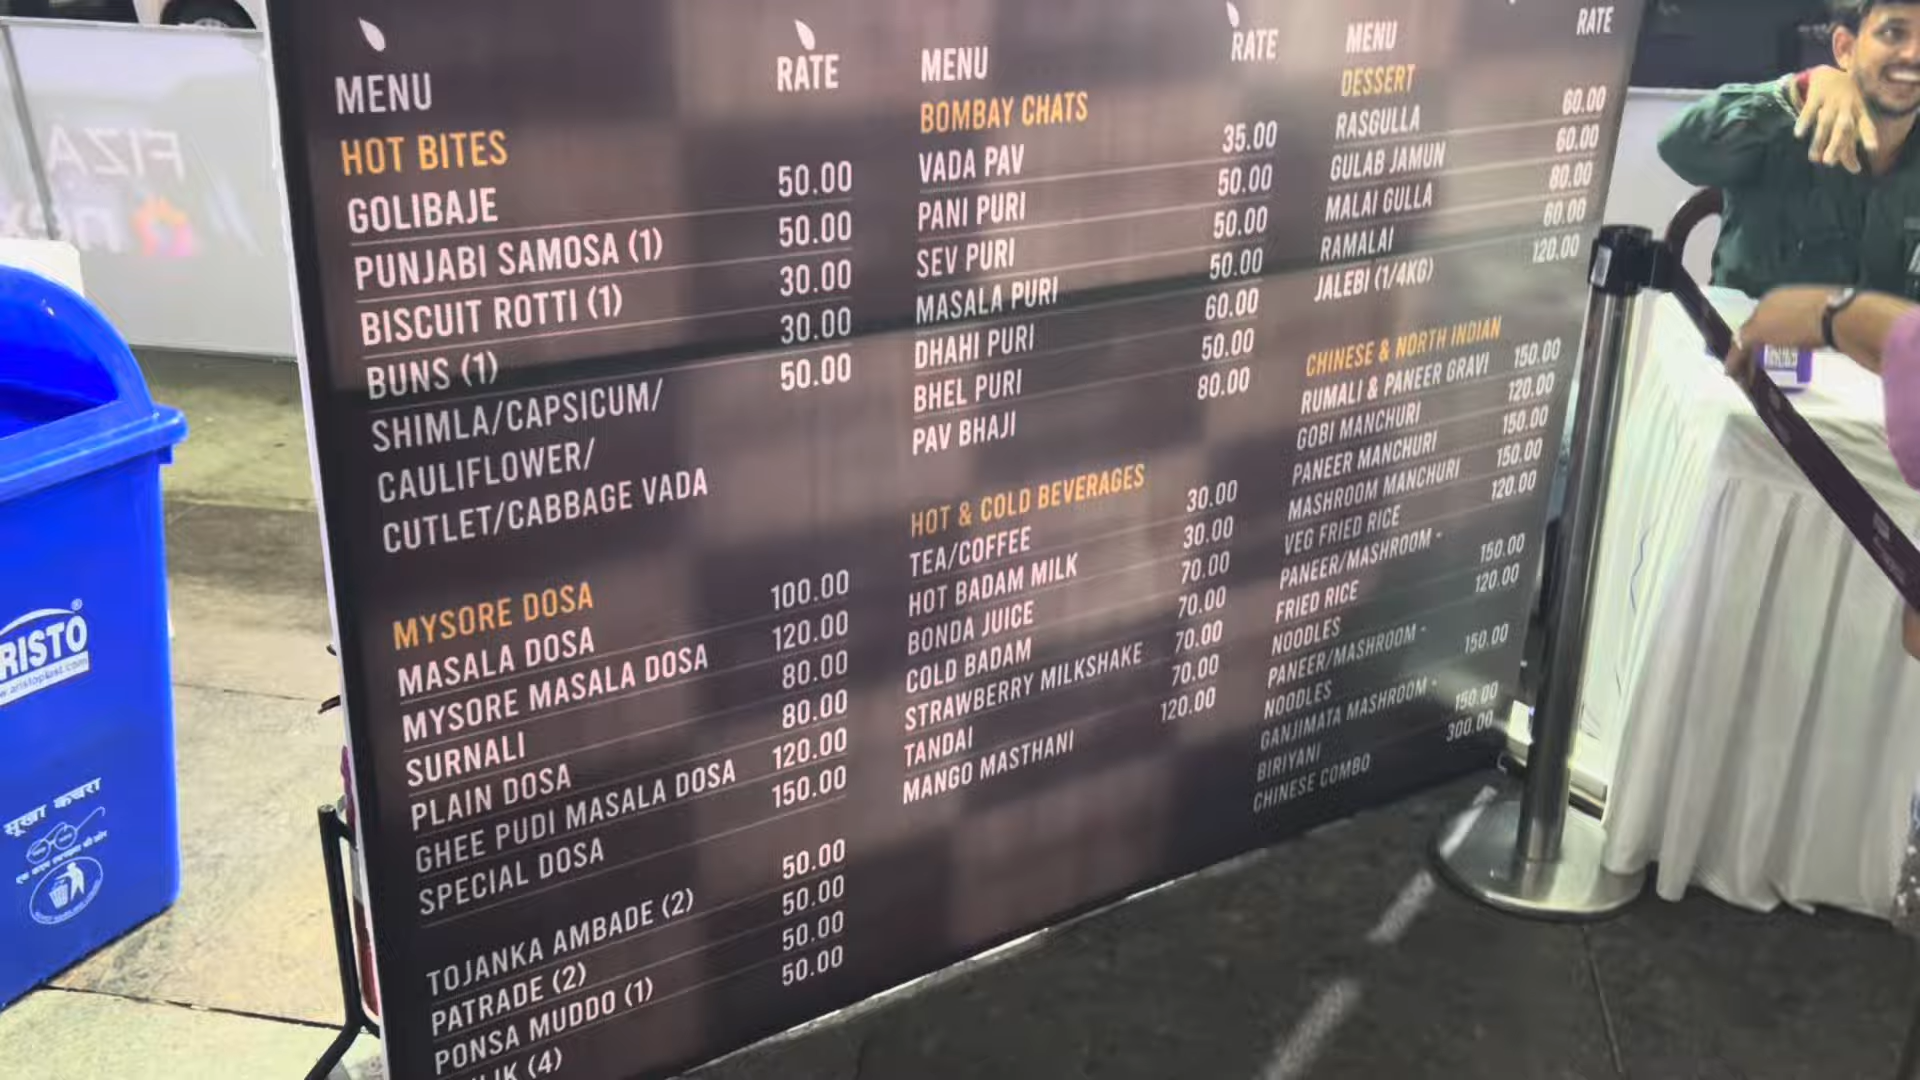 MENU RATE
HOT BITES
GOLIBAJE 50.00
PUNJABI SAMOSA (1) 50.00
BISCUIT ROTTI (1) 30.00
BUNS (1) 30.00
SHIMLA/CAPSICUM/ 50.00
CAULIFLOWER/
CUTLET/CABBAGE VADA
MYSORE DOSA
MASALA DOSA 100.00
MYSORE MASALA DOSA 120.00
SURNALI 80.00
PLAIN DOSA 80.00
GHEE PUDI MASALA DOSA 120.00
SPECIAL DOSA 150.00
TOJANKA AMBADE (2) 50.00
PATRADE (2) 50.00
PONSA MUDDO (1) 50.00
(4) 50.00
MENU RATE
BOMBAY CHATS
VADA PAV 35.00
PANI PURI 50.00
SEV PURI 50.00
MASALA PURI 50.00
DHAHI PURI 60.00
BHEL PURI 50.00
PAV BHAJI 80.00
HOT & COLD BEVERAGES
TEA/COFFEE 30.00
HOT BADAM MILK 30.00
BONDA JUICE 70.00
COLD BADAM 70.00
STRAWBERRY MILKSHAKE 70.00
TANDAI 70.00
MANGO MASTHANI 120.00
MENU RATE
DESSERT
RASGULLA 60.00
GULAB JAMUN 60.00
MALAI GULLA 80.00
RAMALAI 60.00
JALEBI (1/4KG) 120.00
CHINESE & NORTH INDIAN
RUMALI & PANEER GRAVI 150.00
GOBI MANCHURI 120.00
PANEER MANCHURI 150.00
MASHROOM MANCHURI 150.00
VEG FRIED RICE 120.00
PANEER/MASHROOM -
FRIED RICE 150.00
NOODLES 120.00
PANEER/MASHROOM -
NOODLES 150.00
GANJIMATA MASHROOM -
BIRIYANI 150.00
CHINESE COMBO 300.00
FIZA
RISTO®
सूखा कचरा